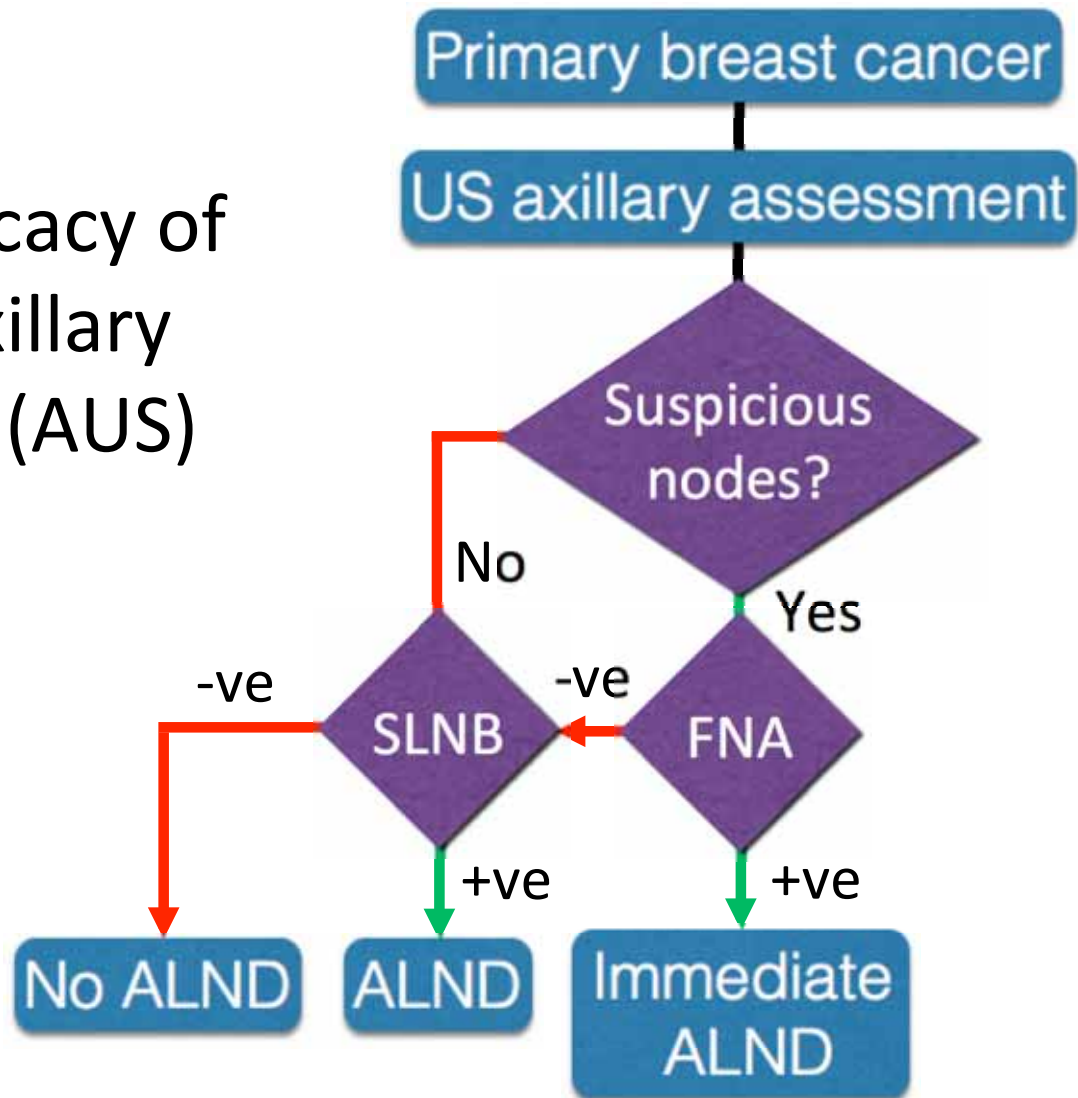 Primary breast cancer
US axillary assessment
cacy of
xillary
(AUS)
Suspicious
nodes?
No
Yes
-ve
-ve
SLNB
FNA
+ve
+ve
No ALND
ALND
Immediate
ALND